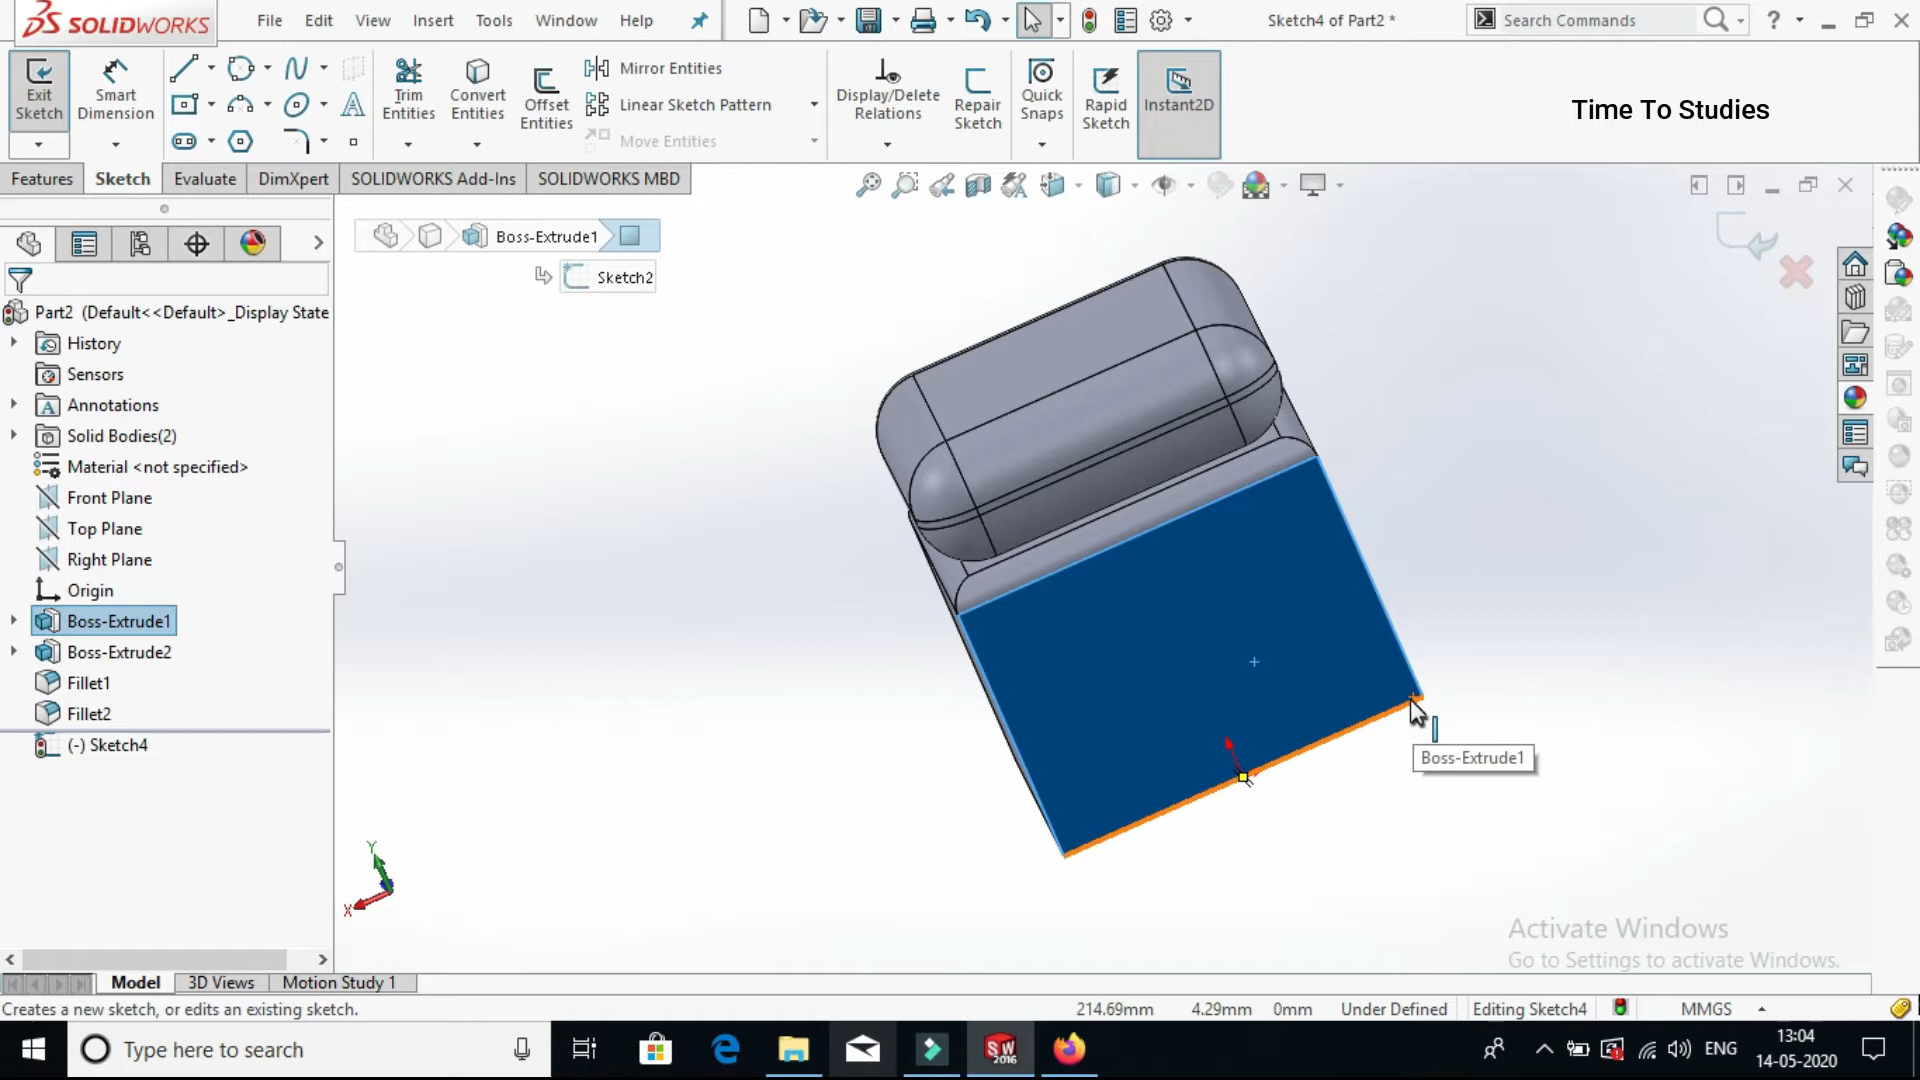 SOLIDWORKS
File
Edit
View
Insert
Tools
Window
Help
Sketch4 of Part2 *
Search Commands
?
Exit
Sketch
Smart
Dimension
Trim
Entities
Convert
Entities
Offset
Entities
Mirror Entities
Linear Sketch Pattern
Move Entities
Display/Delete
Relations
Repair
Sketch
Quick
Snaps
Rapid
Sketch
Instant2D
Time To Studies
Features
Sketch
Evaluate
DimXpert
SOLIDWORKS Add-Ins
SOLIDWORKS MBD
Boss-Extrude1
Sketch2
Part2 (Default<<Default>_Display State
History
Sensors
Annotations
Solid Bodies(2)
Material <not specified>
Front Plane
Top Plane
Right Plane
Origin
Boss-Extrude1
Boss-Extrude2
Fillet1
Fillet2
(-) Sketch4
Boss-Extrude1
Y
X
Activate Windows
Go to Settings to activate Windows.
Model
3D Views
Motion Study 1
Creates a new sketch, or edits an existing sketch.
214.69mm
4.29mm
0mm
Under Defined
Editing Sketch4
MMGS
Type here to search
SW
2016
ENG
13:04
14-05-2020